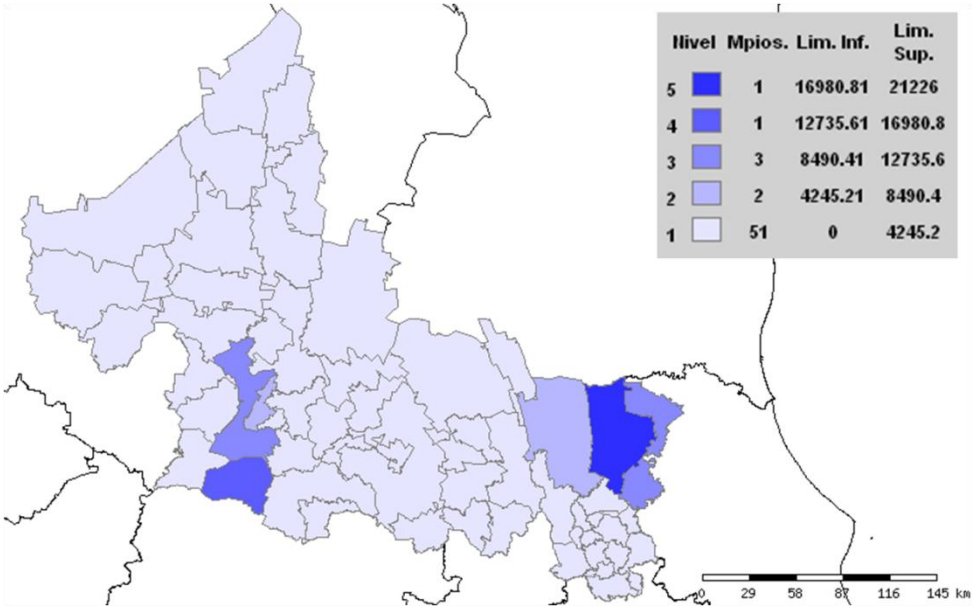 Nivel Mpios. Lim. Inf. Lim. Sup.
5 1 16980.81 21226
4 1 12735.61 16980.8
3 3 8490.41 12735.6
2 2 4245.21 8490.4
1 51 0 4245.2
0 29 58 87 116 145 km